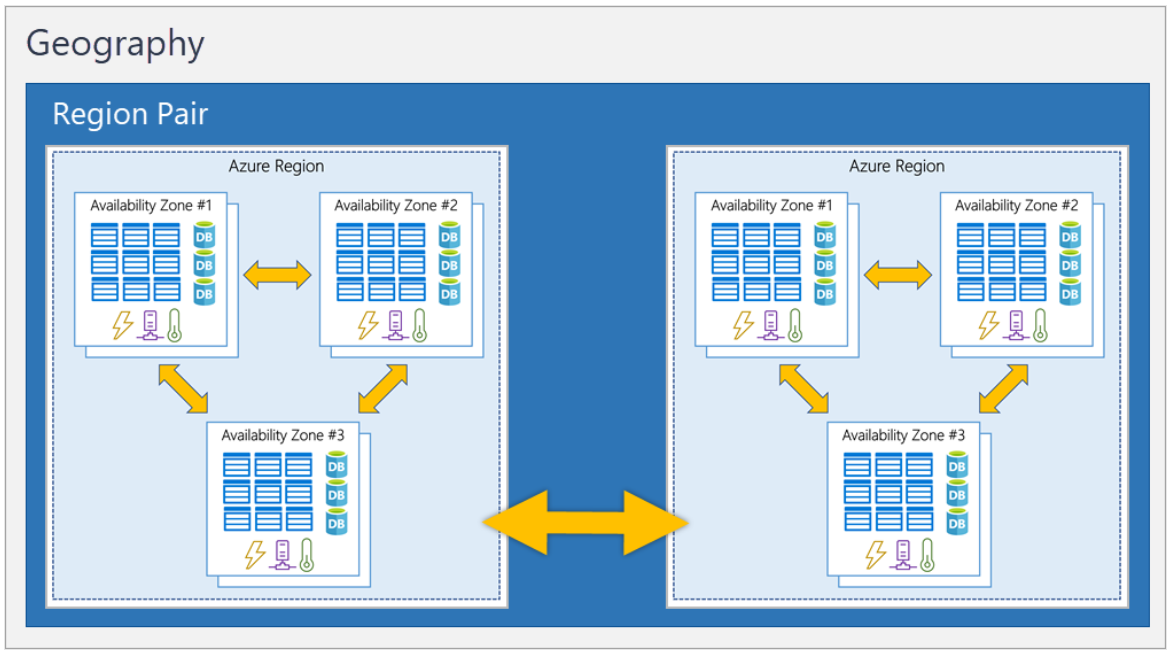 Geography
Region Pair
Azure Region
Availability Zone #1
DB
DB
DB
Availability Zone #2
DB
DB
DB
Availability Zone #3
DB
DB
DB
Azure Region
Availability Zone #1
DB
DB
DB
Availability Zone #2
DB
DB
DB
Availability Zone #3
DB
DB
DB